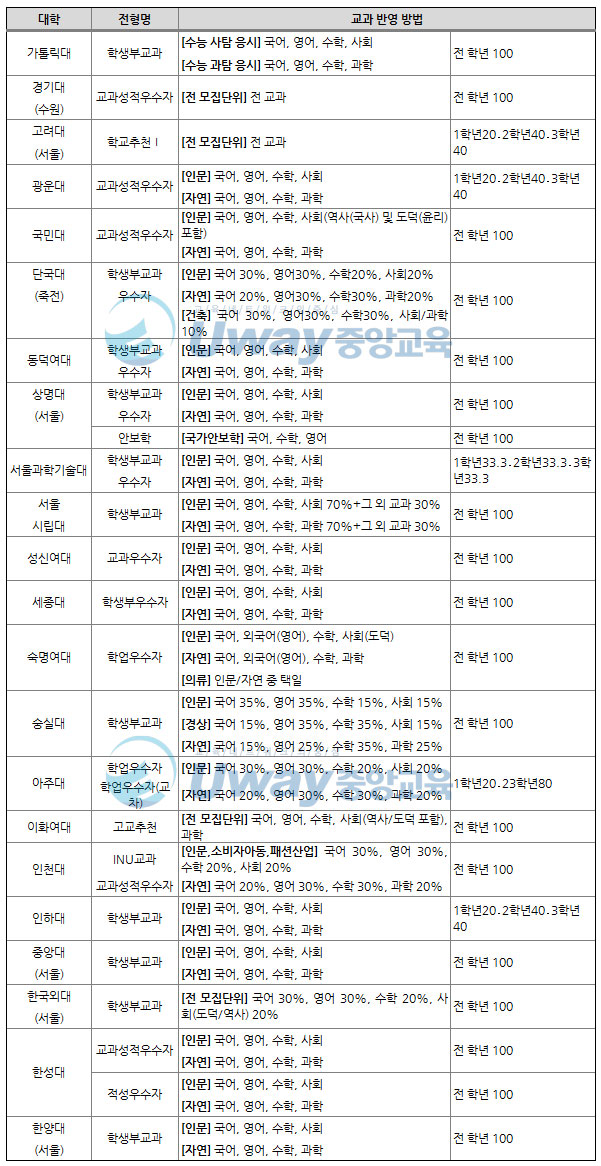 대학 전형명 교과 반영 방법
가톨릭대 학생부교과 [수능 사탐 응시] 국어, 영어, 수학, 사회 전 학년 100
[수능 과탐 응시] 국어, 영어, 수학, 과학
경기대 교과성적우수자 [전 모집단위] 전 교과 전 학년 100
(수원)
고려대 학교추천Ⅰ [전 모집단위] 전 교과 1학년20.2학년40.3학년
(서울) 40
광운대 교과성적우수자 [인문] 국어, 영어, 수학, 사회 1학년20.2학년40.3학년
[자연] 국어, 영어, 수학, 과학 40
국민대 교과성적우수자 [인문] 국어, 영어, 수학, 사회(역사(국사) 및 도덕(윤리) 전 학년 100
포함)
[자연] 국어, 영어, 수학, 과학
단국대 학생부교과 [인문] 국어 30%, 영어30%, 수학20%, 사회20% 전 학년 100
(죽전) 우수자 [자연] 국어 20%, 영어30%, 수학30%, 과학20%
[건축] 국어 30%, 영어30%, 수학30%, 사회/과학
10%
Uway중앙교육
동덕여대 학생부교과 [인문] 국어, 영어, 수학, 사회 전 학년 100
우수자 [자연] 국어, 영어, 수학, 과학
상명대 학생부교과 [인문] 국어, 영어, 수학, 사회 전 학년 100
(서울) 우수자 [자연] 국어, 영어, 수학, 과학
안보학 [국가안보학] 국어, 수학, 영어 전 학년 100
서울과학기술대 학생부교과 [인문] 국어, 영어, 수학, 사회 1학년33.3.2학년33.3.3학
우수자 [자연] 국어, 영어, 수학, 과학 년33.3
서울 학생부교과 [인문] 국어, 영어, 수학, 사회 70%+그 외 교과 30% 전 학년 100
시립대 [자연] 국어, 영어, 수학, 과학 70%+그 외 교과 30%
성신여대 교과우수자 [인문] 국어, 영어, 수학, 사회 전 학년 100
[자연] 국어, 영어, 수학, 과학
세종대 학생부우수자 [인문] 국어, 영어, 수학, 사회 전 학년 100
[자연] 국어, 영어, 수학, 과학
숙명여대 학업우수자 [인문] 국어, 외국어(영어), 수학, 사회(도덕) 전 학년 100
[자연] 국어, 외국어(영어), 수학, 과학
[의류] 인문/자연 중 택일
숭실대 학생부교과 [인문] 국어 35%, 영어 35%, 수학 15%, 사회 15% 전 학년 100
[경상] 국어 15%, 영어 35%, 수학 35%, 사회 15%
[자연] 국어 15%, 영어 25%, 수학 35%, 과학 25%
Uway중앙교육
아주대 학업우수자 [인문] 국어 30%, 영어 30%, 수학 20%, 사회 20% 1학년20.23학년80
학업우수자(교
차) [자연] 국어 20%, 영어 30%, 수학 30%, 과학 20%
이화여대 고교추천 [전 모집단위] 국어, 영어, 수학, 사회(역사/도덕 포함), 전 학년 100
과학
인천대 INU교과 [인문,소비자아동,패션산업] 국어 30%, 영어 30%, 전 학년 100
수학 20%, 사회 20%
교과성적우수자 [자연] 국어 20%, 영어 30%, 수학 30%, 과학 20%
인하대 학생부교과 [인문] 국어, 영어, 수학, 사회 1학년20.2학년40.3학년
[자연] 국어, 영어, 수학, 과학 40
중앙대 학생부교과 [인문] 국어, 영어, 수학, 사회 전 학년 100
(서울) [자연] 국어, 영어, 수학, 과학
한국외대 학생부교과 [전 모집단위] 국어 30%, 영어 30%, 수학 20%, 사 전 학년 100
(서울) 회(도덕/역사) 20%
한성대 교과성적우수자 [인문] 국어, 영어, 수학, 사회 전 학년 100
[자연] 국어, 영어, 수학, 과학
적성우수자 [인문] 국어, 영어, 수학, 사회 전 학년 100
[자연] 국어, 영어, 수학, 과학
한양대 학생부교과 [인문] 국어, 영어, 수학, 사회 전 학년 100
(서울) [자연] 국어, 영어, 수학, 과학